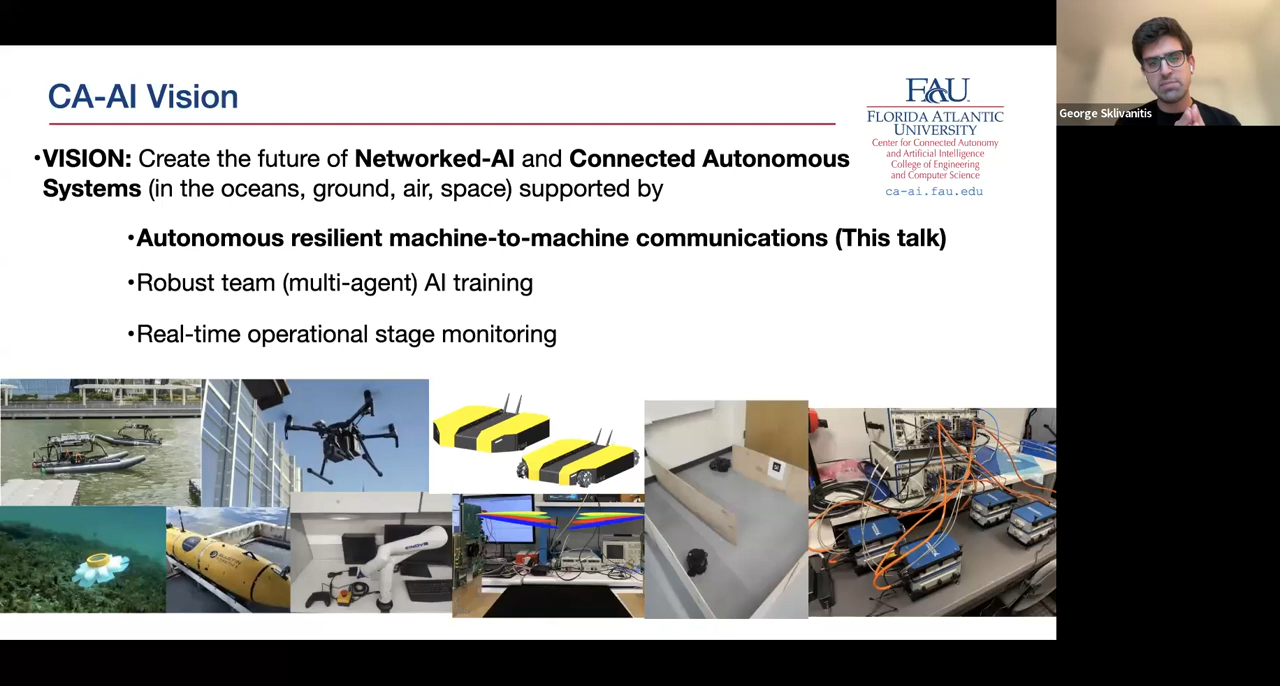 CA-AI Vision
FAU
FLORIDA ATLANTIC
UNIVERSITY
Center for Connected Autonomy
and Artificial Intelligence
College of Engineering
and Computer Science
ca-ai.fau.edu
•VISION: Create the future of Networked-AI and Connected Autonomous
Systems (in the oceans, ground, air, space) supported by
•Autonomous resilient machine-to-machine communications (This talk)
•Robust team (multi-agent) AI training
•Real-time operational stage monitoring
George Sklivanitis